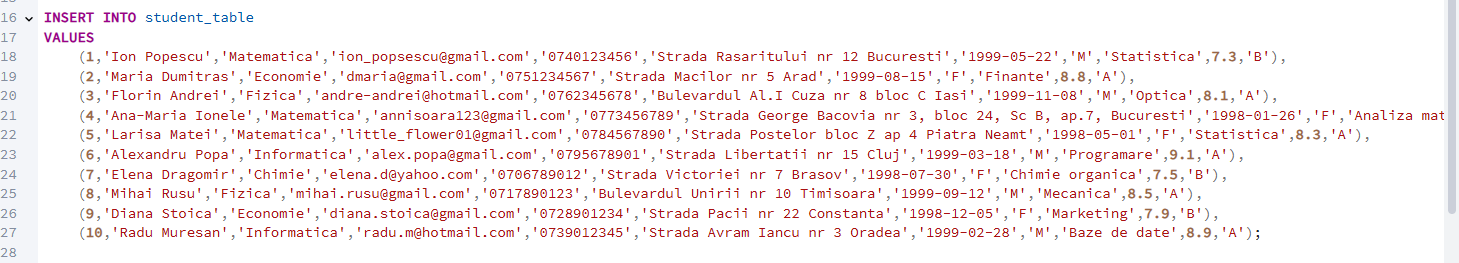 16 INSERT INTO student_table
17 VALUES
18 (1,'Ion Popescu','Matematica','ion_popsescu@gmail.com','0740123456','Strada Rasaritului nr 12 Bucuresti','1999-05-22','M','Statistica',7.3,'B'),
19 (2,'Maria Dumitras','Economie','dmaria@gmail.com','0751234567','Strada Macilor nr 5 Arad','1999-08-15','F','Finante',8.8,'A'),
20 (3,'Florin Andrei','Fizica','andre-andrei@hotmail.com','0762345678','Bulevardul Al.I Cuza nr 8 bloc C Iasi','1999-11-08','M','Optica',8.1,'A'),
21 (4,'Ana-Maria Ionele','Matematica','annisoara123@gmail.com','0773456789','Strada George Bacovia nr 3, bloc 24, Sc B, ap.7, Bucuresti','1998-01-26','F','Analiza mat
22 (5,'Larisa Matei','Matematica','little_flower01@gmail.com','0784567890','Strada Postelor bloc Z ap 4 Piatra Neamt','1998-05-01','F','Statistica',8.3,'A'),
23 (6,'Alexandru Popa','Informatica','alex.popa@gmail.com','0795678901','Strada Libertatii nr 15 Cluj','1999-03-18','M','Programare',9.1,'A'),
24 (7,'Elena Dragomir','Chimie','elena.d@yahoo.com','0706789012','Strada Victoriei nr 7 Brasov','1998-07-30','F','Chimie organica',7.5,'B'),
25 (8,'Mihai Rusu','Fizica','mihai.rusu@gmail.com','0717890123','Bulevardul Unirii nr 10 Timisoara','1999-09-12','M','Mecanica',8.5,'A'),
26 (9,'Diana Stoica','Economie','diana.stoica@gmail.com','0728901234','Strada Pacii nr 22 Constanta','1998-12-05','F','Marketing',7.9,'B'),
27 (10,'Radu Muresan','Informatica','radu.m@hotmail.com','0739012345','Strada Avram Iancu nr 3 Oradea','1999-02-28','M','Baze de date',8.9,'A');
28